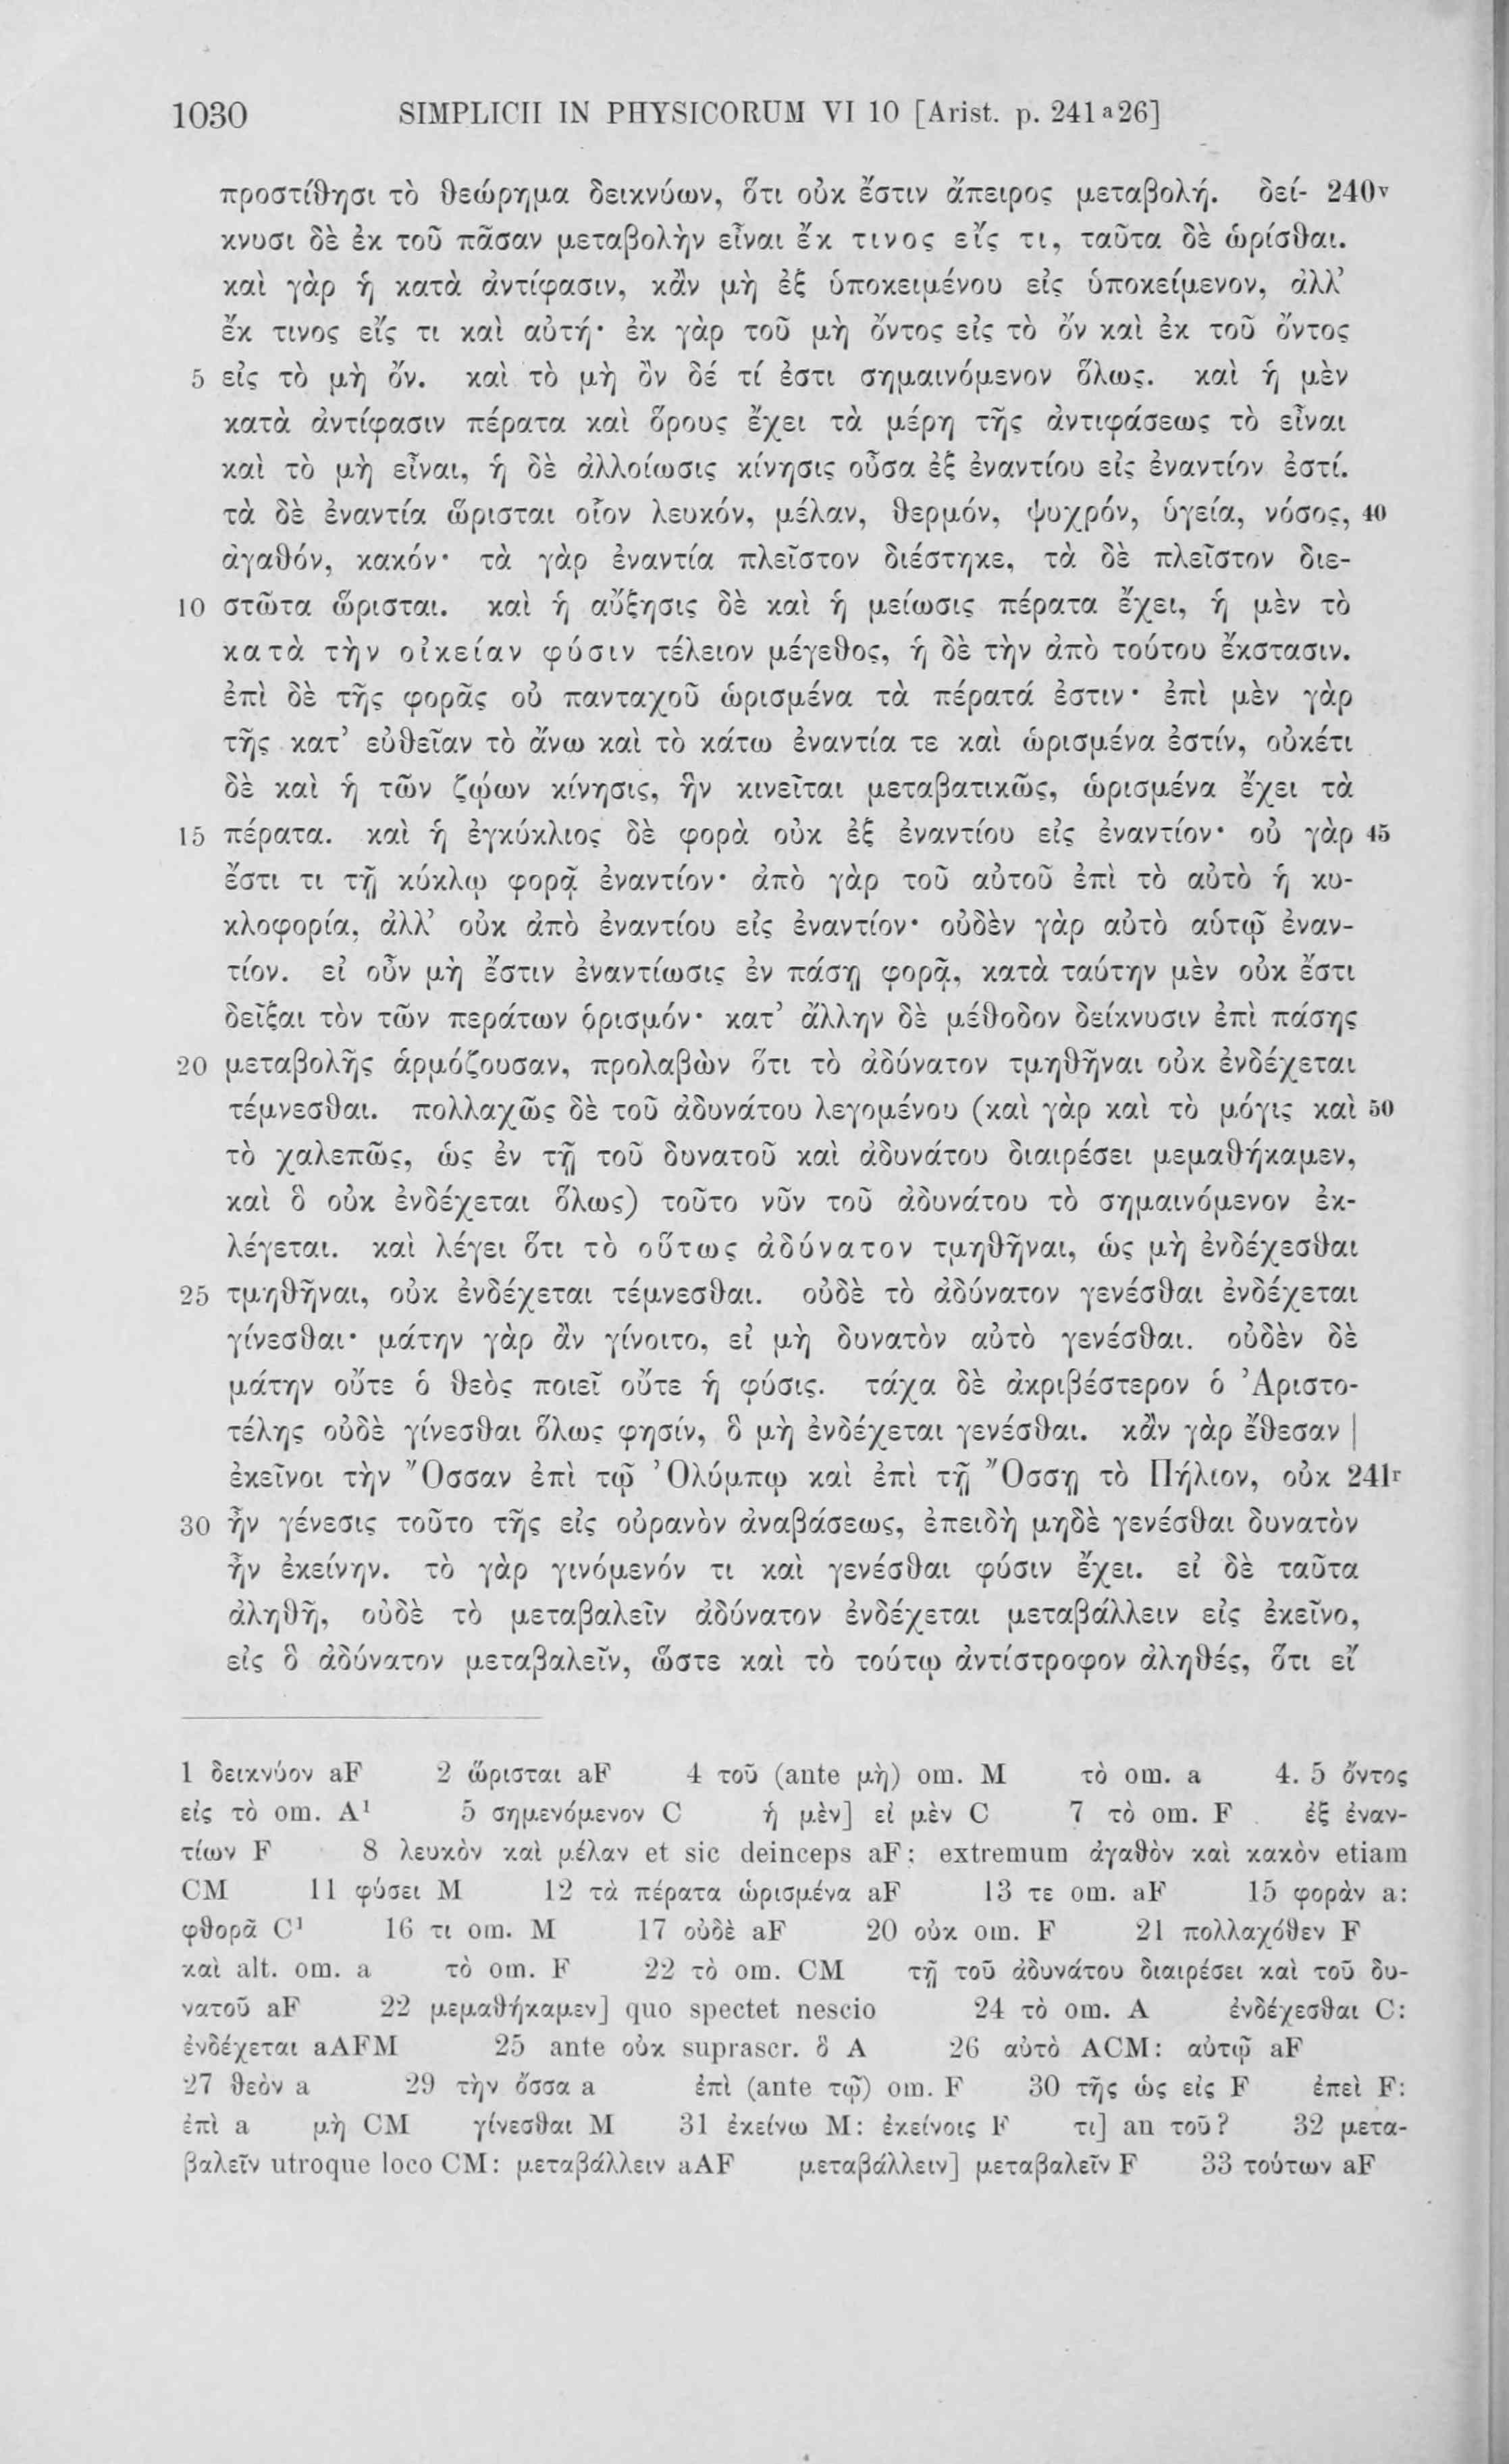 1030 SIMPLICII IN PHYSICORUM VI 10 [Arist. p. 241 a 26]
προστίθησι τὸ θεώρημα δεικνύων, ὅτι οὐκ ἔστιν ἄπειρος μεταβολή. δεί- 240v
κνυσι δὲ ἐκ τοῦ πᾶσαν μεταβολὴν εἶναι ἔκ τινος εἴς τι, ταῦτα δὲ ὡρίσθαι.
καὶ γὰρ ἡ κατὰ ἀντίφασιν, κἂν μὴ ἐξ ὑποκειμένου εἰς ὑποκείμενον, ἀλλ’
ἔκ τινος εἴς τι καὶ αὐτή· ἐκ γὰρ τοῦ μὴ ὄντος εἰς τὸ ὄν καὶ ἐκ τοῦ ὄντος
5 εἰς τὸ μὴ ὄν. καὶ τὸ μὴ ὂν δέ τί ἐστι σημαινόμενον ὅλως. καὶ ἡ μὲν
κατὰ ἀντίφασιν πέρατα καὶ ὅρους ἔχει τὰ μέρη τῆς ἀντιφάσεως τὸ εἶναι
καὶ τὸ μὴ εἶναι, ἡ δὲ ἀλλοίωσις κίνησις οὖσα ἐξ ἐναντίου εἰς ἐναντίον ἐστί.
τὰ δὲ ἐναντία ὥρισται οἷον λευκόν, μέλαν, θερμόν, ψυχρόν, ὑγεία, νόσος, 40
ἀγαθόν, κακόν· τὰ γὰρ ἐναντία πλεῖστον διέστηκε, τὰ δὲ πλεῖστον διε-
10 στῶτα ὥρισται. καὶ ἡ αὔξησις δὲ καὶ ἡ μείωσις πέρατα ἔχει, ἡ μὲν τὸ
κατὰ τὴν οἰκείαν φύσιν τέλειον μέγεθος, ἡ δὲ τὴν ἀπὸ τούτου ἔκστασιν.
ἐπὶ δὲ τῆς φορᾶς οὐ πανταχοῦ ὡρισμένα τὰ πέρατά ἐστιν· ἐπὶ μὲν γὰρ
τῆς κατ’ εὐθεῖαν τὸ ἄνω καὶ τὸ κάτω ἐναντία τε καὶ ὡρισμένα ἐστίν, οὐκέτι
δὲ καὶ ἡ τῶν ζῴων κίνησις, ἣν κινεῖται μεταβατικῶς, ὡρισμένα ἔχει τὰ
15 πέρατα. καὶ ἡ ἐγκύκλιος δὲ φορὰ οὐκ ἐξ ἐναντίου εἰς ἐναντίον· οὐ γὰρ 45
ἔστι τι τῇ κύκλῳ φορᾷ ἐναντίον· ἀπὸ γὰρ τοῦ αὐτοῦ ἐπὶ τὸ αὐτὸ ἡ κυ-
κλοφορία, ἀλλ’ οὐκ ἀπὸ ἐναντίου εἰς ἐναντίον· οὐδὲν γὰρ αὐτὸ αὑτῷ ἐναν-
τίον. εἰ οὖν μὴ ἔστιν ἐναντίωσις ἐν πάσῃ φορᾷ, κατὰ ταύτην μὲν οὐκ ἔστι
δεῖξαι τὸν τῶν περάτων ὁρισμόν· κατ’ ἄλλην δὲ μέθοδον δείκνυσιν ἐπὶ πάσης
20 μεταβολῆς ἁρμόζουσαν, προλαβὼν ὅτι τὸ ἀδύνατον τμηθῆναι οὐκ ἐνδέχεται
τέμνεσθαι. πολλαχῶς δὲ τοῦ ἀδυνάτου λεγομένου (καὶ γὰρ καὶ τὸ μόγις καὶ 50
τὸ χαλεπῶς, ὡς ἐν τῇ τοῦ δυνατοῦ καὶ ἀδυνάτου διαιρέσει μεμαθήκαμεν,
καὶ ὃ οὐκ ἐνδέχεται ὅλως) τοῦτο νῦν τοῦ ἀδυνάτου τὸ σημαινόμενον ἐκ-
λέγεται. καὶ λέγει ὅτι τὸ οὕτως ἀδύνατον τμηθῆναι, ὡς μὴ ἐνδέχεσθαι
25 τμηθῆναι, οὐκ ἐνδέχεται τέμνεσθαι. οὐδὲ τὸ ἀδύνατον γενέσθαι ἐνδέχεται
γίνεσθαι· μάτην γὰρ ἂν γίνοιτο, εἰ μὴ δυνατὸν αὐτὸ γενέσθαι. οὐδὲν δὲ
μάτην οὔτε ὁ θεὸς ποιεῖ οὔτε ἡ φύσις. τάχα δὲ ἀκριβέστερον ὁ Ἀριστο-
τέλης οὐδὲ γίνεσθαι ὅλως φησίν, ὃ μὴ ἐνδέχεται γενέσθαι. κἂν γὰρ ἔθεσαν |
ἐκεῖνοι τὴν Ὄσσαν ἐπὶ τῷ Ὀλύμπῳ καὶ ἐπὶ τῇ Ὄσσῃ τὸ Πήλιον, οὐκ 241r
30 ἦν γένεσις τοῦτο τῆς εἰς οὐρανὸν ἀναβάσεως, ἐπειδὴ μηδὲ γενέσθαι δυνατὸν
ἦν ἐκείνην. τὸ γὰρ γινόμενόν τι καὶ γενέσθαι φύσιν ἔχει. εἰ δὲ ταῦτα
ἀληθῆ, οὐδὲ τὸ μεταβαλεῖν ἀδύνατον ἐνδέχεται μεταβάλλειν εἰς ἐκεῖνο,
εἰς ὃ ἀδύνατον μεταβαλεῖν, ὥστε καὶ τὸ τούτῳ ἀντίστροφον ἀληθές, ὅτι εἴ
1 δεικνύον aF 2 ὥρισται aF 4 τοῦ (ante μὴ) om. M τὸ om. a 4. 5 ὄντος
εἰς τὸ om. A¹ 5 σημενόμενον C ἡ μὲν] εἰ μὲν C 7 τὸ om. F ἐξ ἐναν-
τίων F 8 λευκὸν καὶ μέλαν et sic deinceps aF: extremum ἀγαθὸν καὶ κακὸν etiam
CM 11 φύσει M 12 τὰ πέρατα ὡρισμένα aF 13 τε om. aF 15 φορὰν a:
φθορᾶ C¹ 16 τι om. M 17 οὐδὲ aF 20 οὐκ om. F 21 πολλαχόθεν F
καὶ alt. om. a τὸ om. F 22 τὸ om. CM τῇ τοῦ ἀδυνάτου διαιρέσει καὶ τοῦ δυ-
νατοῦ aF 22 μεμαθήκαμεν] quo spectet nescio 24 τὸ om. A ἐνδέχεσθαι C:
ἐνδέχεται aAFM 25 ante οὐκ suprascr. ὃ A 26 αὐτὸ ACM: αὐτῷ aF
27 θεὸν a 29 τὴν ὄσσα a ἐπὶ (ante τῷ) om. F 30 τῆς ὡς εἰς F ἐπεὶ F:
ἐπὶ a μὴ CM γίνεσθαι M 31 ἐκείνω M: ἐκείνοις F τι] an τοῦ? 32 μετα-
βαλεῖν utroque loco CM: μεταβάλλειν aAF μεταβάλλειν] μεταβαλεῖν F 33 τούτων aF